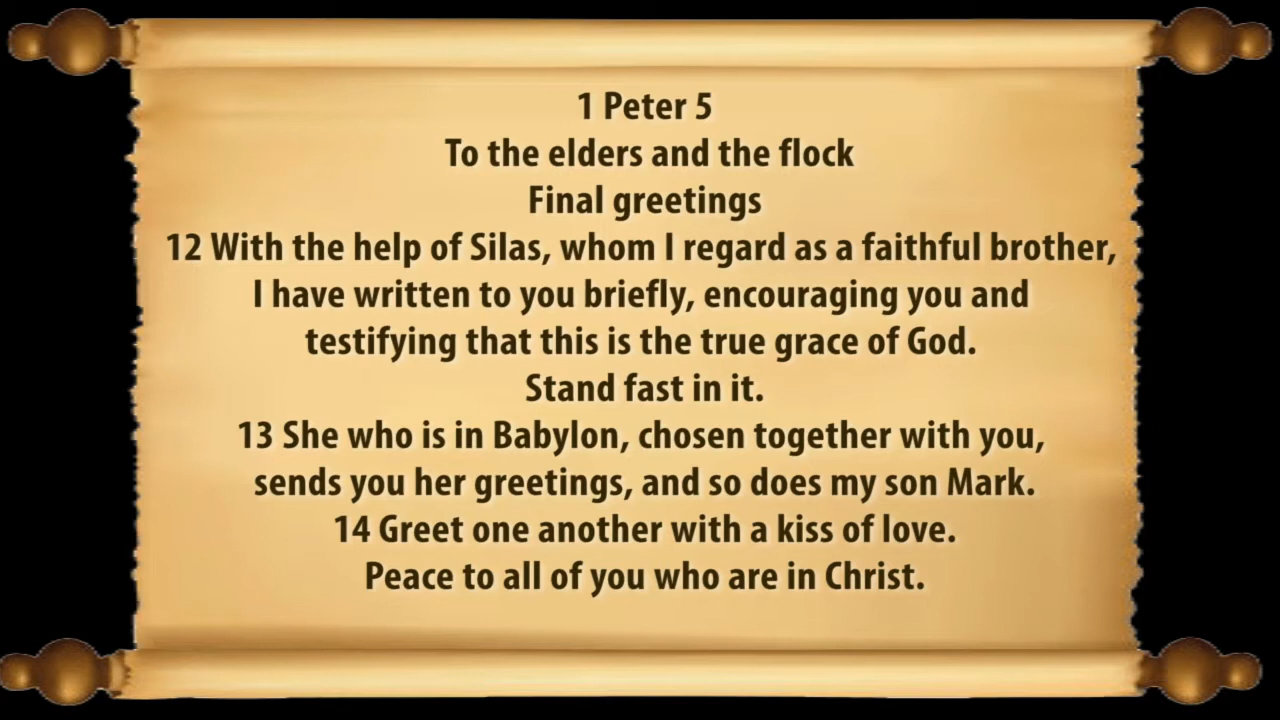 1 Peter 5
To the elders and the flock
Final greetings
12 With the help of Silas, whom I regard as a faithful brother,
I have written to you briefly, encouraging you and
testifying that this is the true grace of God.
Stand fast in it.
13 She who is in Babylon, chosen together with you,
sends you her greetings, and so does my son Mark.
14 Greet one another with a kiss of love.
Peace to all of you who are in Christ.